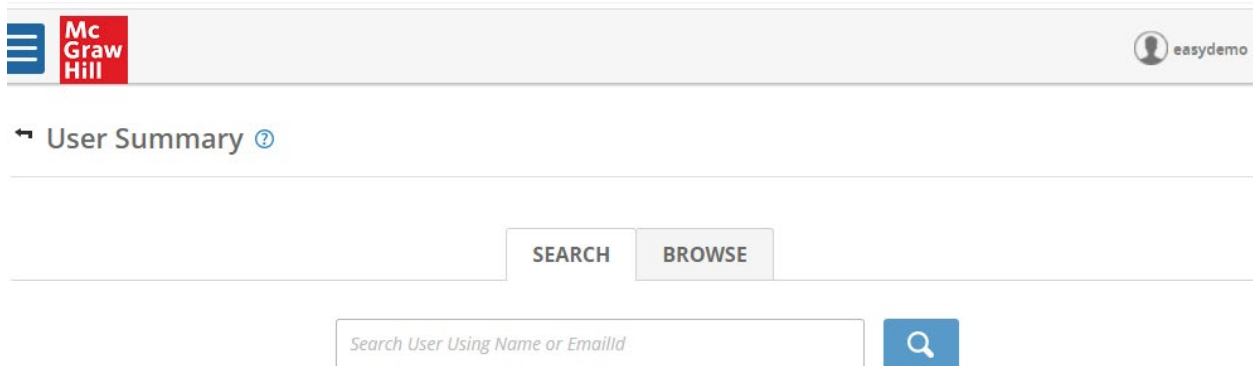 Mc
Graw
Hill
easydemo
User Summary ?
SEARCH BROWSE
Search User Using Name or EmailId